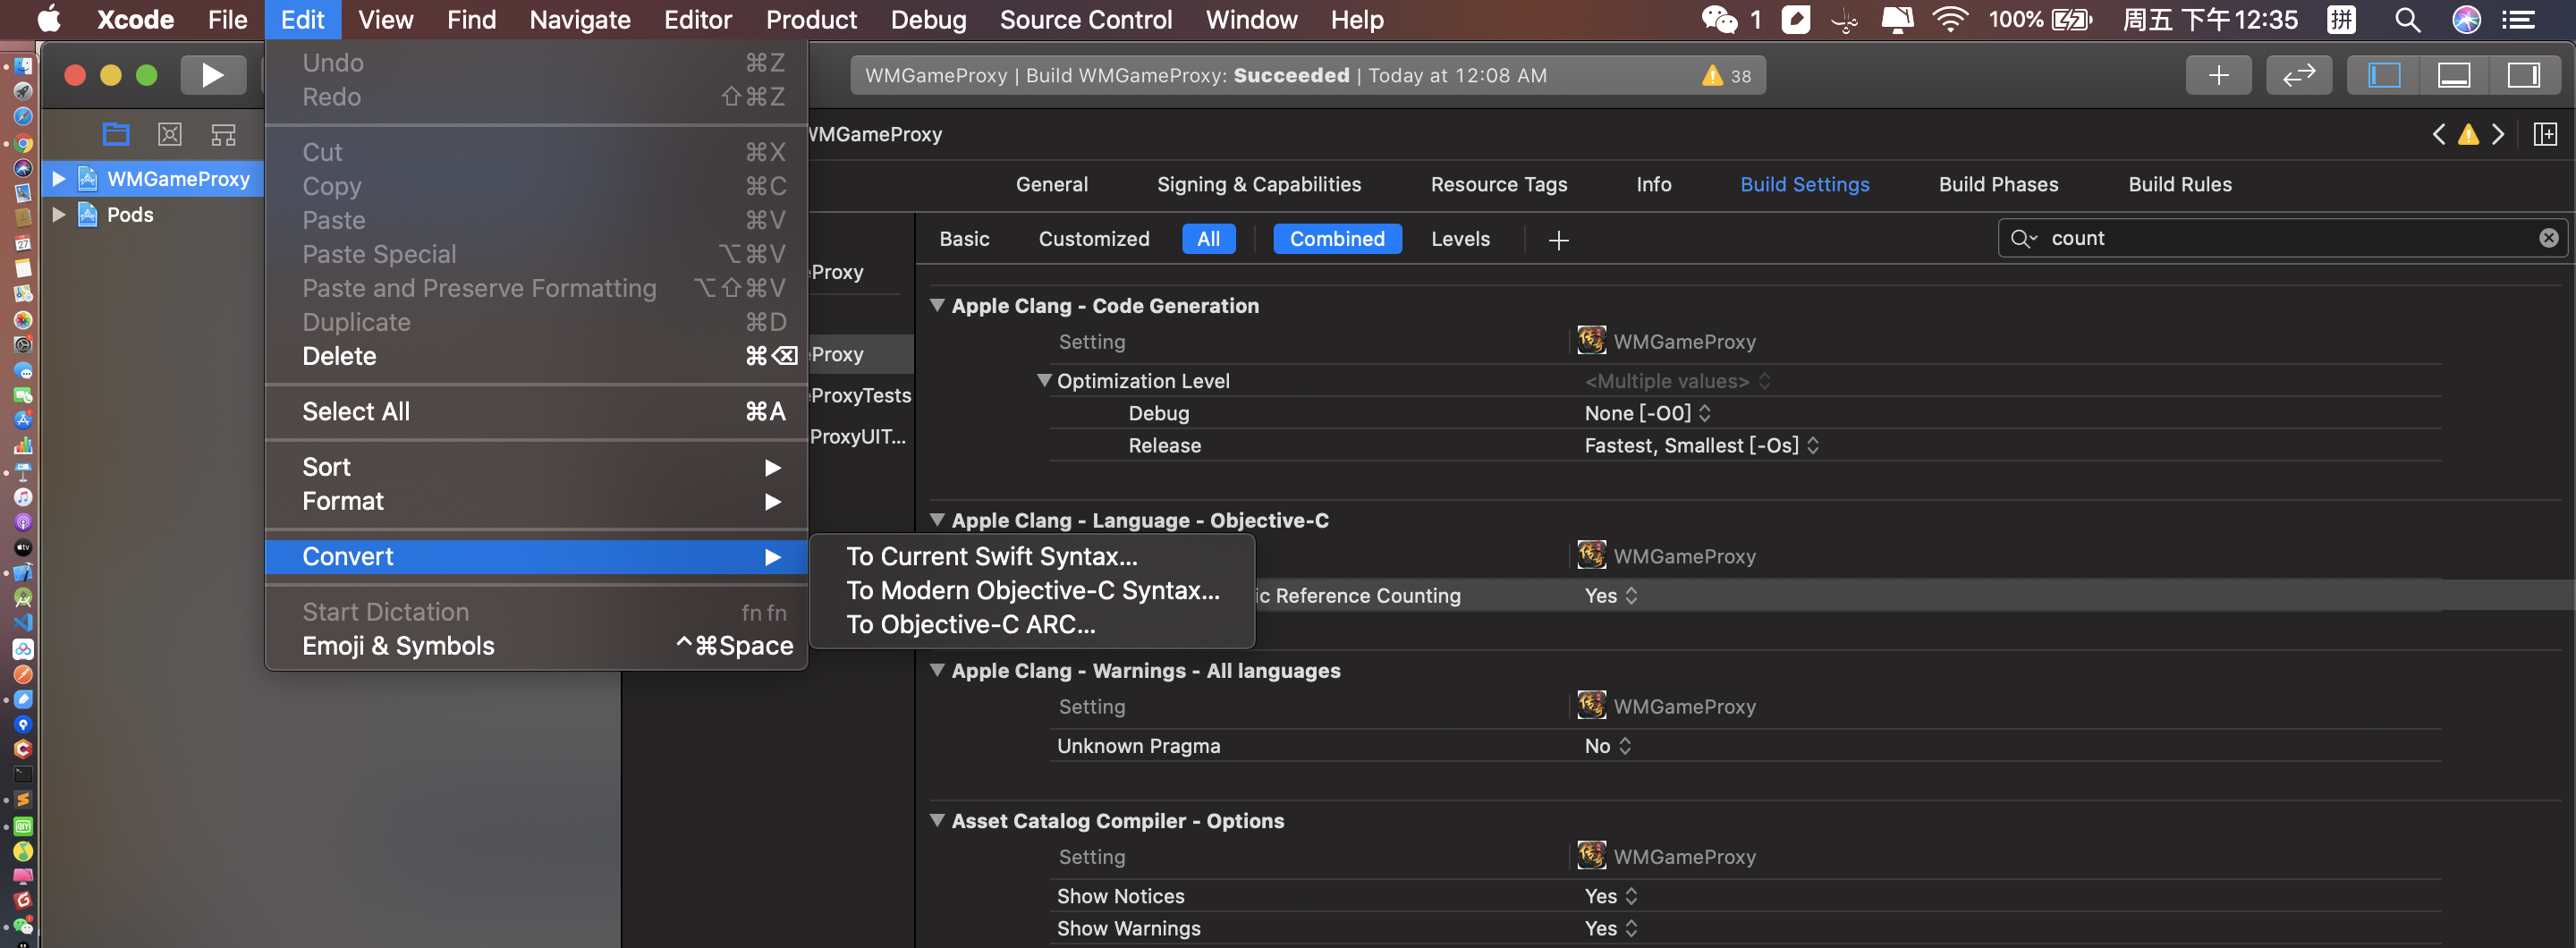 Xcode File Edit View Find Navigate Editor Product Debug Source Control Window Help 1 100% 周五 下午12:35 拼
WMGameProxy | Build WMGameProxy: Succeeded | Today at 12:08 AM 38
Undo ⌘Z
Redo ⇧⌘Z
Cut ⌘X
Copy ⌘C
Paste ⌘V
Paste Special ⌥⌘V
Paste and Preserve Formatting ⌥⇧⌘V
Duplicate ⌘D
Delete ⌘⌫
Select All ⌘A
Sort
Format
Convert
Start Dictation fn fn
Emoji & Symbols ^⌘Space
To Current Swift Syntax...
To Modern Objective-C Syntax...
To Objective-C ARC...
WMGameProxy
Pods
WMGameProxy
General Signing & Capabilities Resource Tags Info Build Settings Build Phases Build Rules
Basic Customized All Combined Levels + count
Proxy
Proxy
ProxyTests
ProxyUIT...
Apple Clang - Code Generation
Setting WMGameProxy
Optimization Level <Multiple values>
Debug None [-O0]
Release Fastest, Smallest [-Os]
Apple Clang - Language - Objective-C
WMGameProxy
ic Reference Counting Yes
Apple Clang - Warnings - All languages
Setting WMGameProxy
Unknown Pragma No
Asset Catalog Compiler - Options
Setting WMGameProxy
Show Notices Yes
Show Warnings Yes